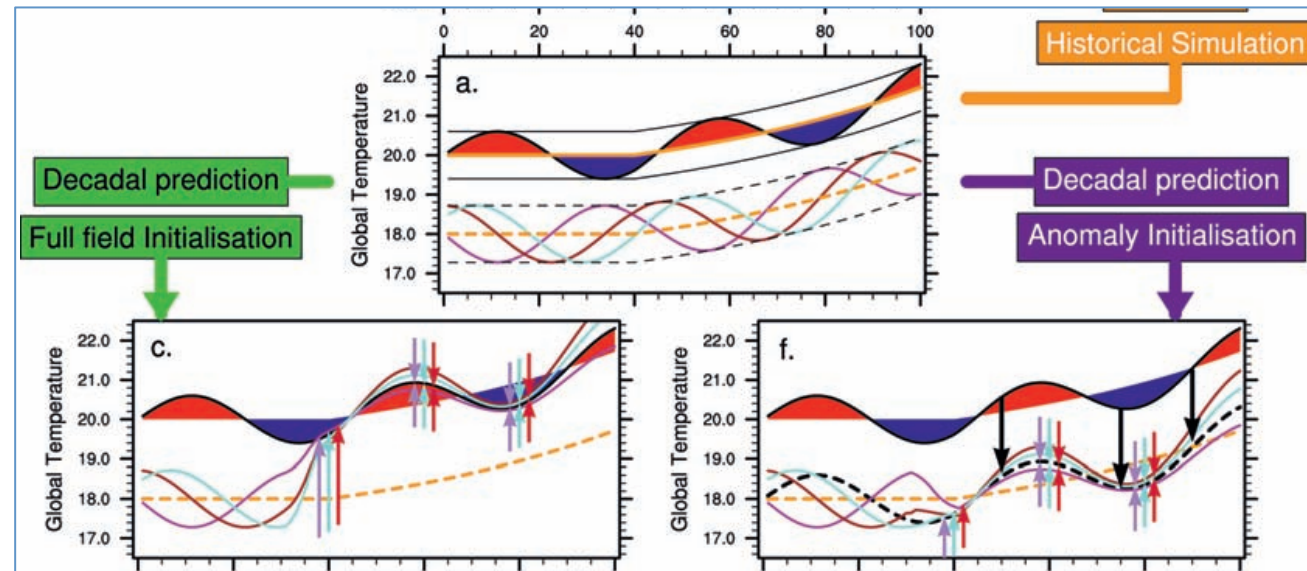 0 20 40 60 80 100
Historical Simulation
a.
22.0
21.0
20.0
19.0
18.0
17.0
Global Temperature
Decadal prediction
Full field Initialisation
Decadal prediction
Anomaly Initialisation
c.
22.0
21.0
20.0
19.0
18.0
17.0
Global Temperature
f.
22.0
21.0
20.0
19.0
18.0
17.0
Global Temperature